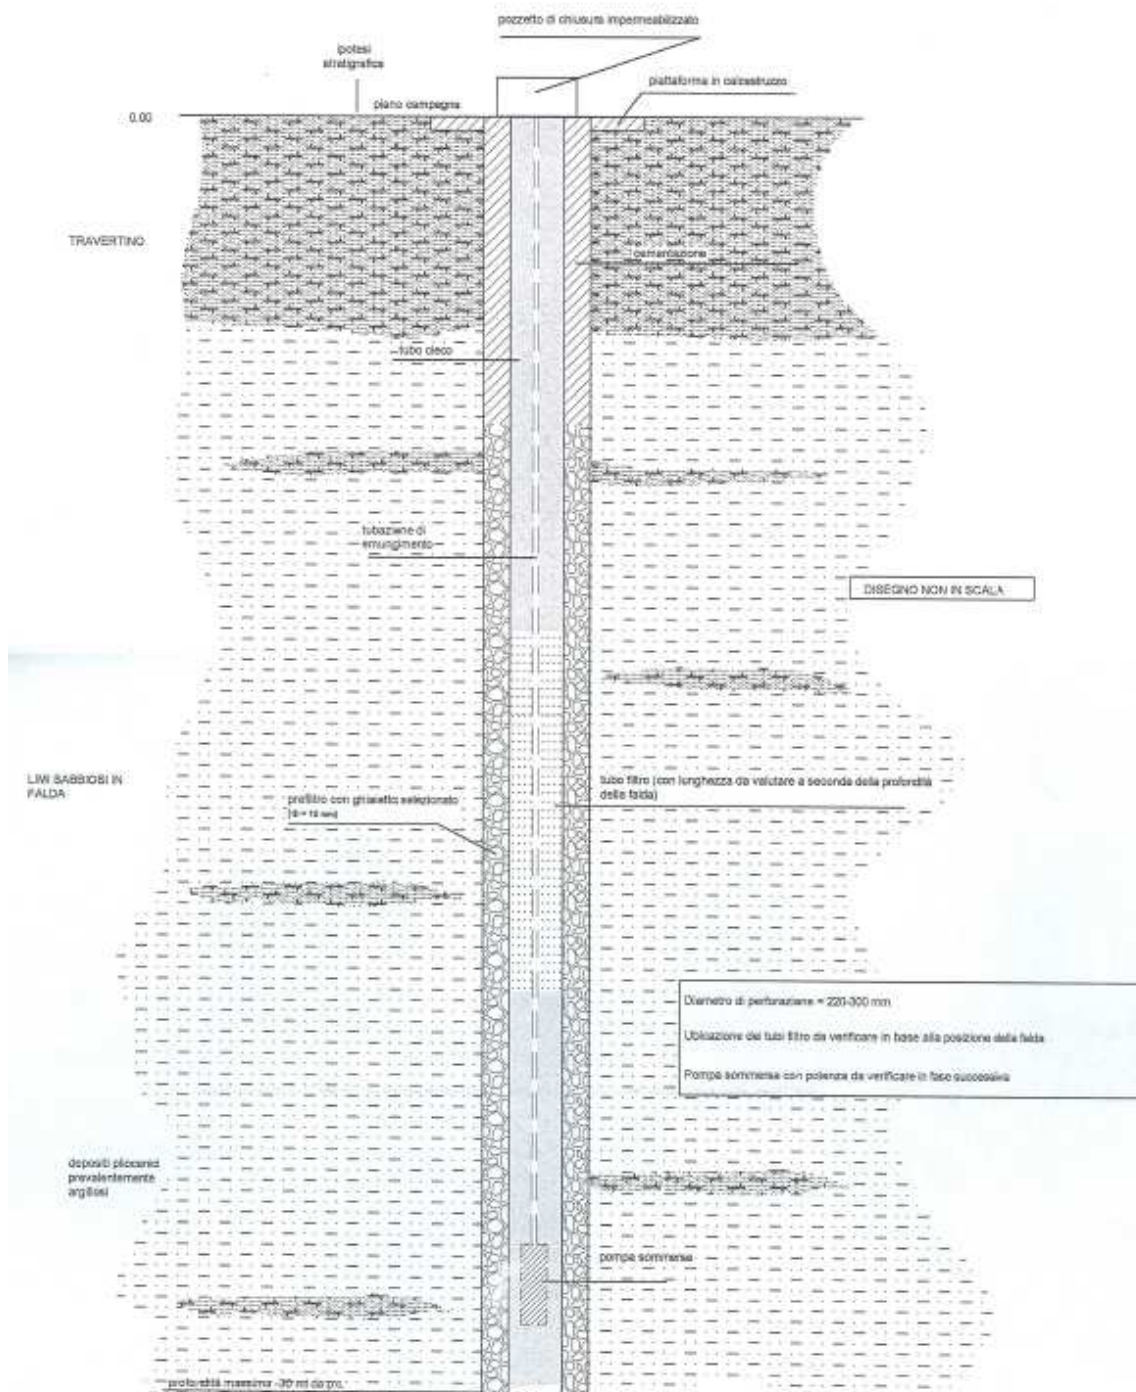 pozzetto di chiusura impermeabilizzato
ipotesi
stratigrafica
piattaforma in calcestruzzo
piano campagna
0.00
TRAVERTINO
cementazione
tubo cieco
tubazione di
emungimento
DISEGNO NON IN SCALA
LIMI SABBIOSI IN
FALDA
tubo filtro (con lunghezza da valutare a seconda della profondità
della falda)
prefiltro con ghiaietto selezionato
Diametro di perforazione = 220-300 mm
Ubicazione dei tubi filtro da verificare in base alla posizione della falda
Pompa sommersa con potenza da verificare in fase successiva
depositi pliocenici
prevalentemente
argillosi
pompa sommersa
profondità massima -30 mt da p.c.